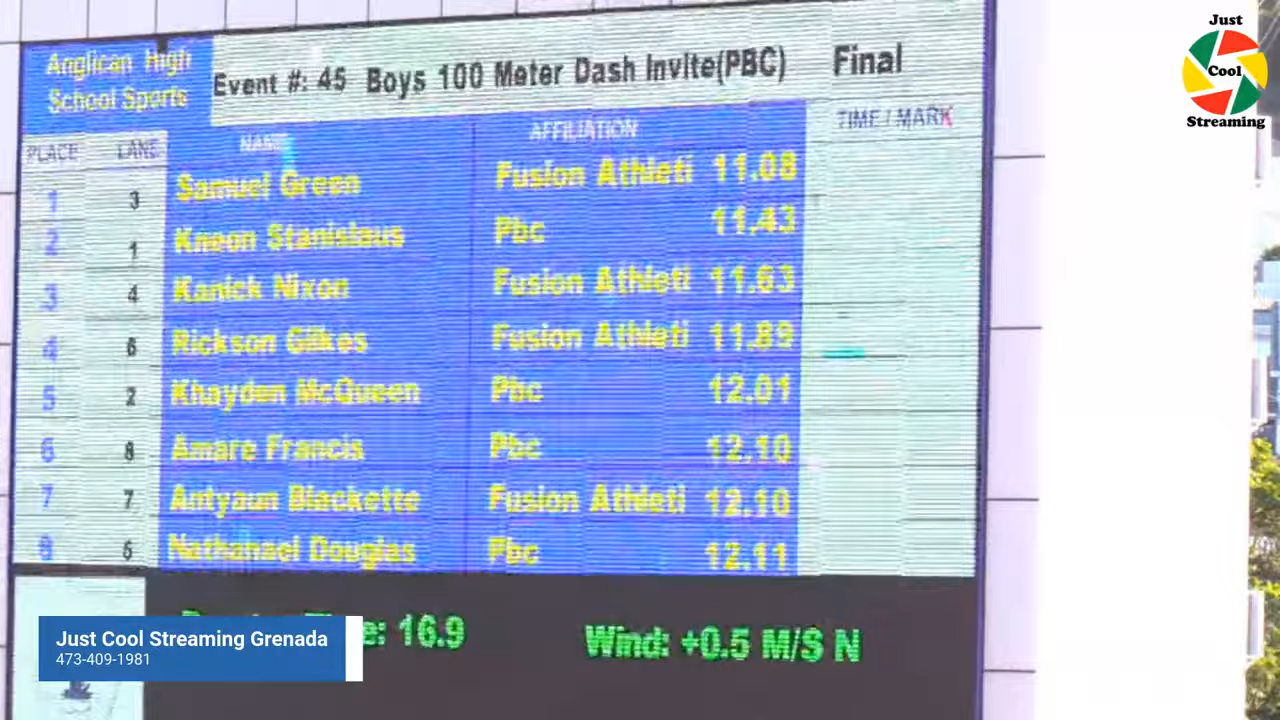 Just
Cool
Streaming
Anglican High
School Sports
Event #: 45 Boys 100 Meter Dash Invite(PBC) Final
PLACE LANE NAME AFFILIATION TIME / MARK
1 3 Samuel Green Fusion Athleti 11.08
2 1 Kneon Stanislaus Pbc 11.43
3 4 Kanick Nixon Fusion Athleti 11.63
4 6 Rickson Gilkes Fusion Athleti 11.89
5 2 Khayden McQueen Pbc 12.01
6 8 Amare Francis Pbc 12.10
7 7 Antyaun Blackette Fusion Athleti 12.10
8 5 Nathanael Douglas Pbc 12.11
16.9 Wind: +0.5 M/S N
Just Cool Streaming Grenada
473-409-1981